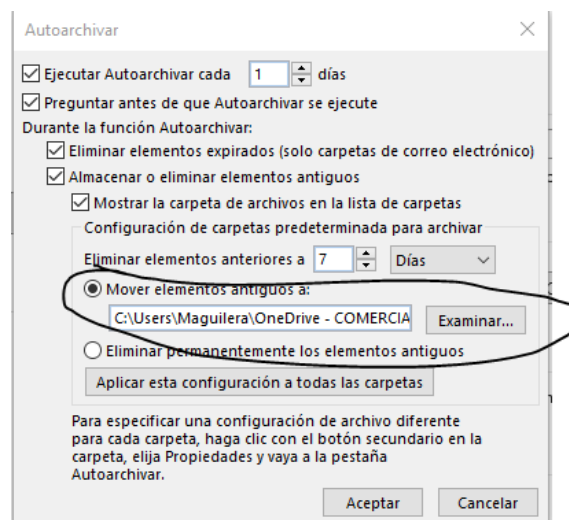 Autoarchivar
Ejecutar Autoarchivar cada 1 días
Preguntar antes de que Autoarchivar se ejecute
Durante la función Autoarchivar:
Eliminar elementos expirados (solo carpetas de correo electrónico)
Almacenar o eliminar elementos antiguos
Mostrar la carpeta de archivos en la lista de carpetas
Configuración de carpetas predeterminada para archivar
Eliminar elementos anteriores a 7 Días
Mover elementos antiguos a:
C:\Users\Maguilera\OneDrive - COMERCIA Examinar...
Eliminar permanentemente los elementos antiguos
Aplicar esta configuración a todas las carpetas
Para especificar una configuración de archivo diferente
para cada carpeta, haga clic con el botón secundario en la
carpeta, elija Propiedades y vaya a la pestaña
Autoarchivar.
Aceptar Cancelar